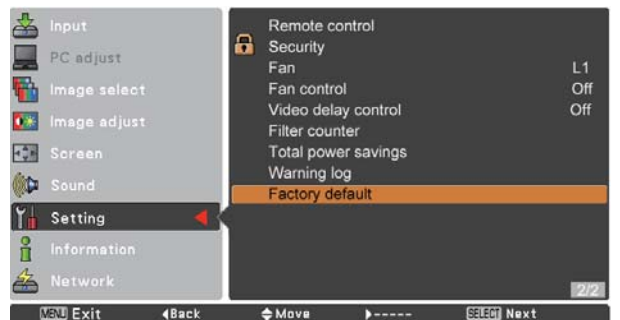 Input
PC adjust
Image select
Image adjust
Screen
Sound
Setting
Information
Network
Remote control
Security
Fan L1
Fan control Off
Video delay control Off
Filter counter
Total power savings
Warning log
Factory default
2/2
MENU Exit ◀Back Move ▶----- SELECT Next